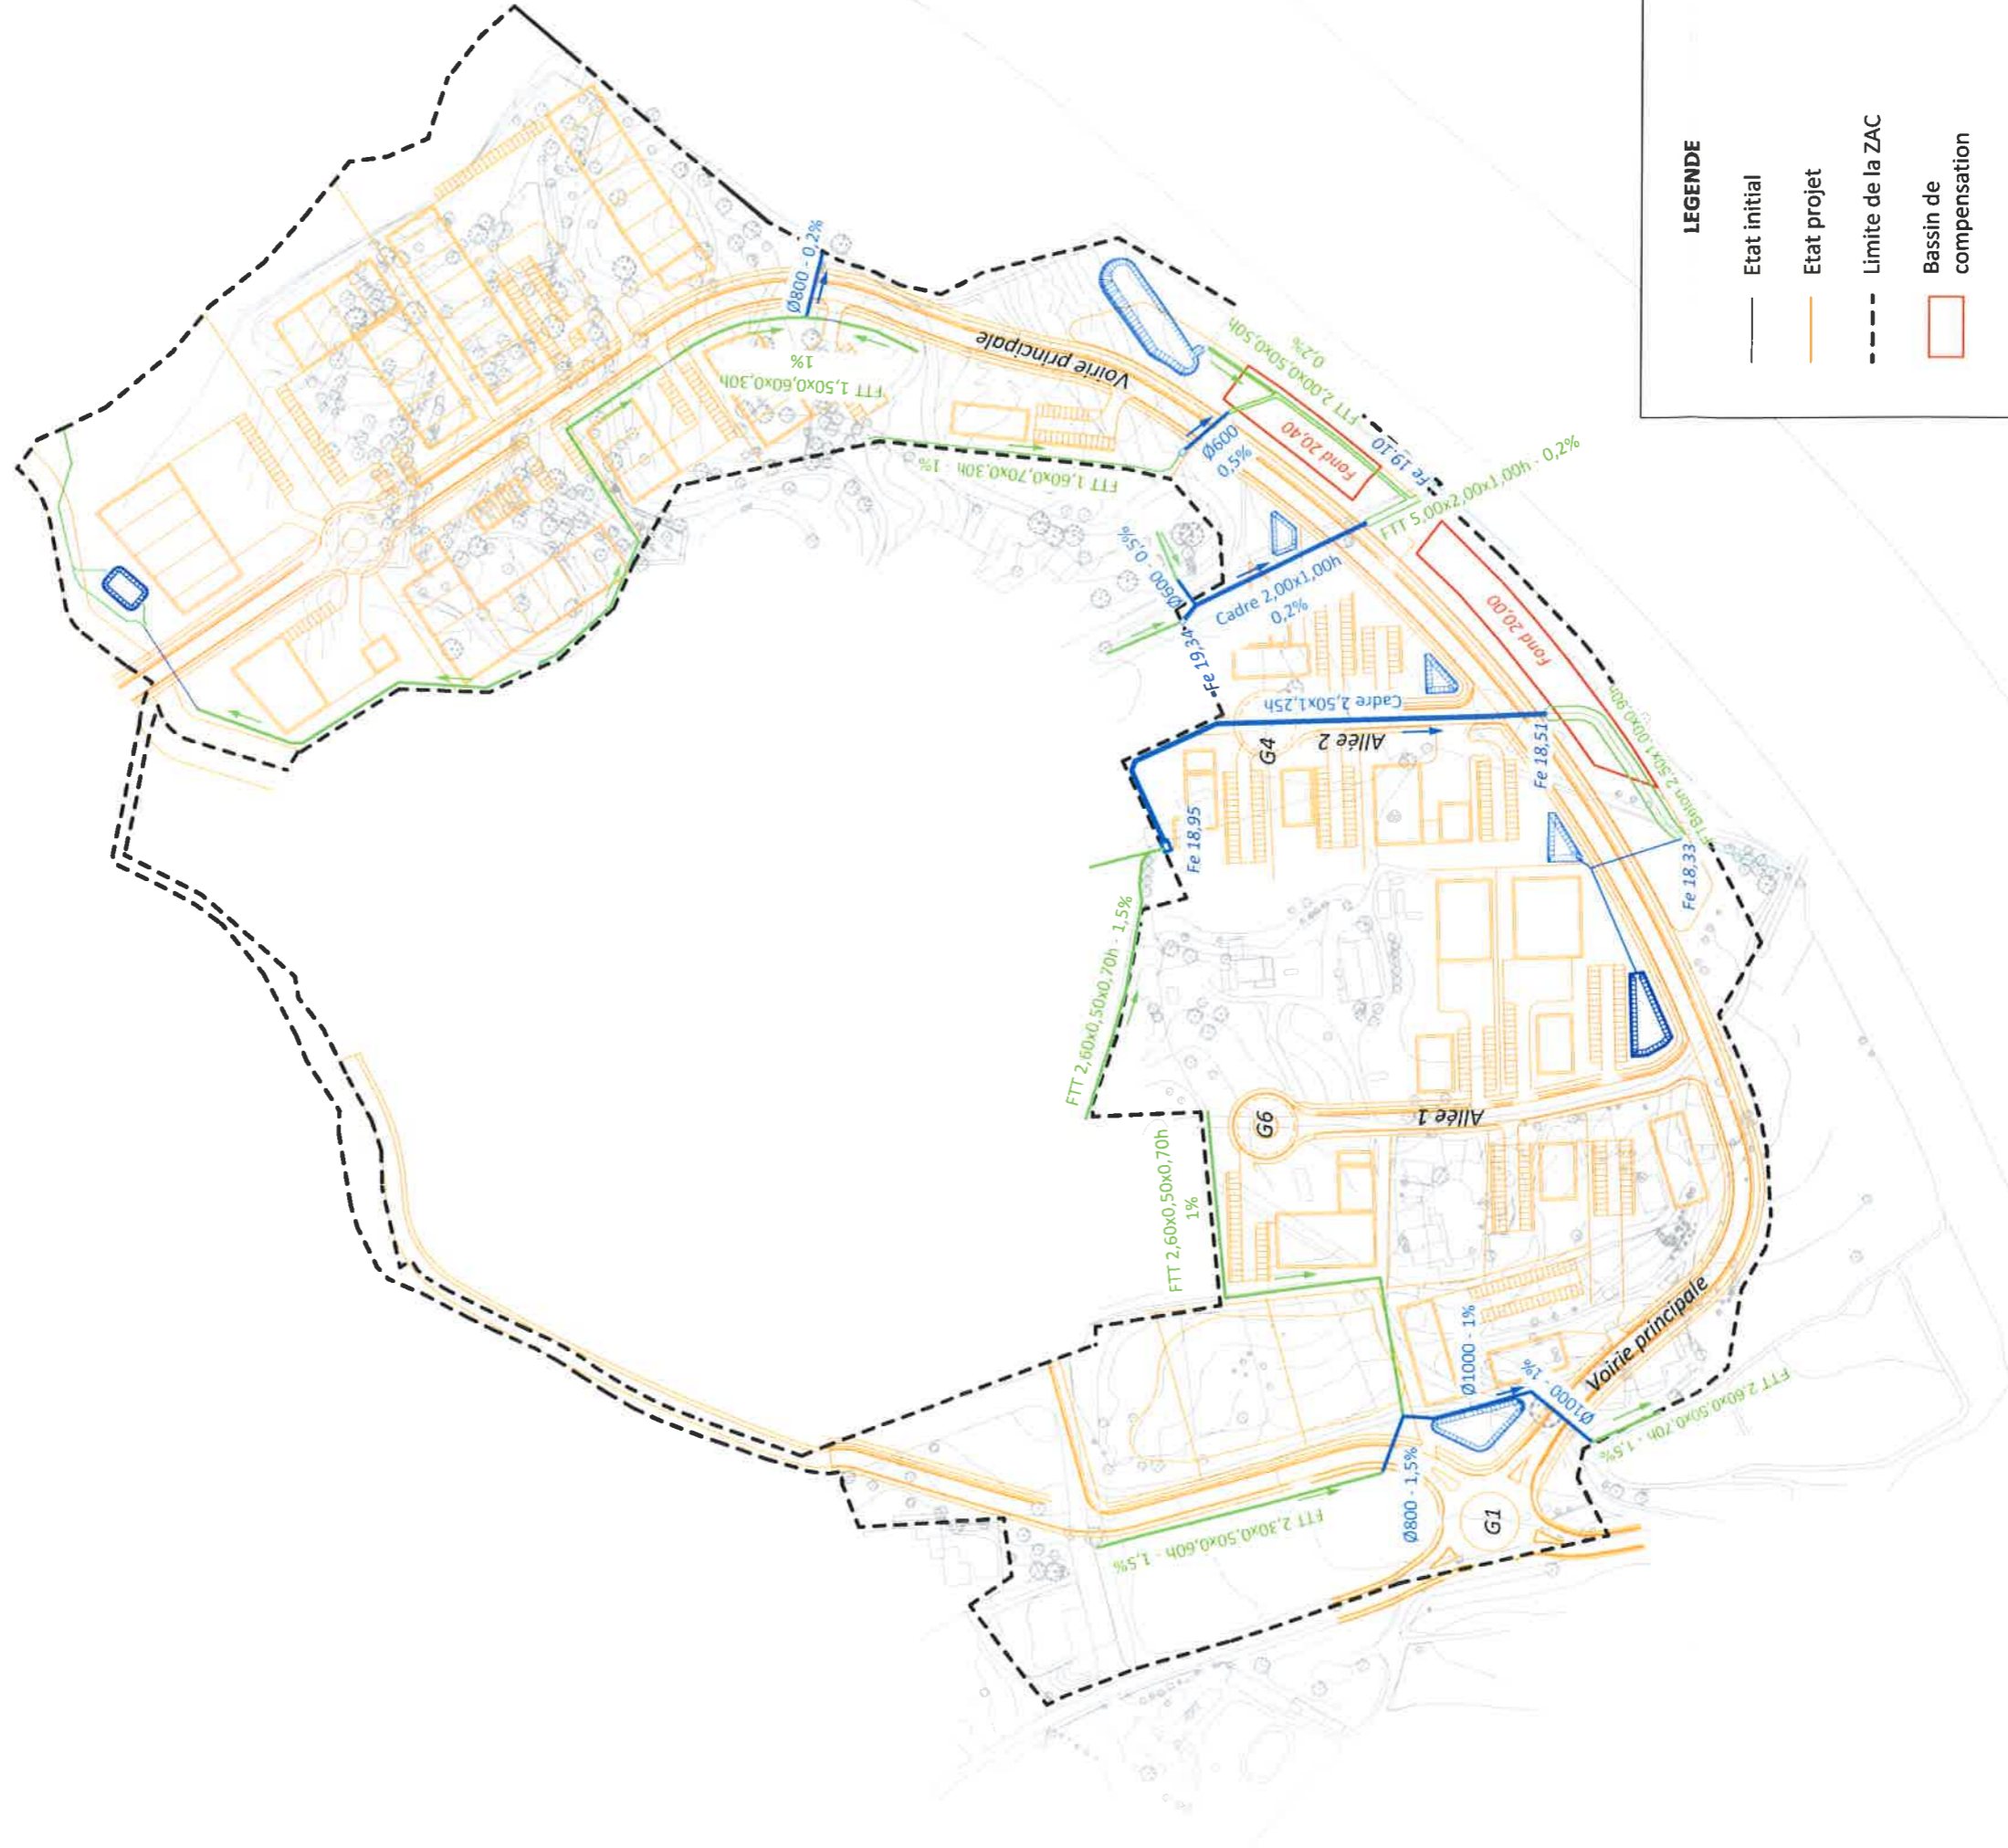 Ø800 - 0,2%
FTT 1,50x0,60x0,30h
1%
Voirie principale
FTT 1,60x0,70x0,30h - 1%
FTT 2,00x0,50x0,50h
0,2%
Ø600
0,5%
Fond 20,40
Fe 19,10
FTT 5,00x2,00x1,00h - 0,2%
Ø600 - 0,5%
Cadre 2,00x1,00h
0,2%
Fe 19,34
Fond 20,00
Cadre 2,50x1,25h
G4
Allée 2
Fe 18,51
Fe 18,95
FT Béton 2,50x1,00x0,90h
Fe 18,33
FTT 2,60x0,50x0,70h - 1,5%
G6
Allée 1
FTT 2,60x0,50x0,70h
1%
Ø1000 - 1%
Ø1000 - 1%
Voirie principale
FTT 2,60x0,50x0,70h - 1,5%
Ø800 - 1,5%
G1
FTT 2,30x0,50x0,60h - 1,5%
LEGENDE
Etat initial
Etat projet
Limite de la ZAC
Bassin de
compensation